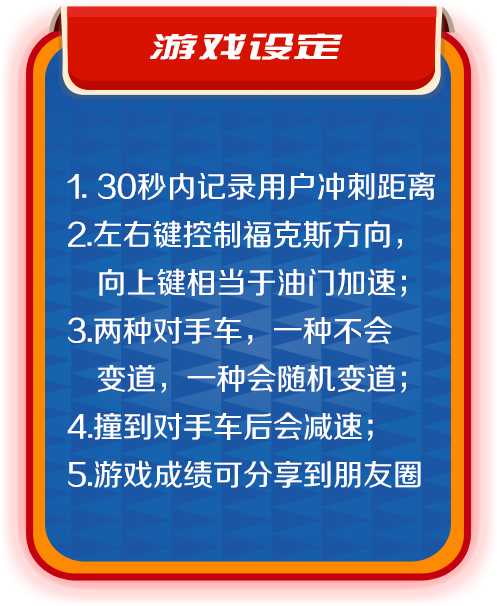 游戏设定
1. 30秒内记录用户冲刺距离
2.左右键控制福克斯方向，
向上键相当于油门加速；
3.两种对手车，一种不会
变道，一种会随机变道；
4.撞到对手车后会减速；
5.游戏成绩可分享到朋友圈